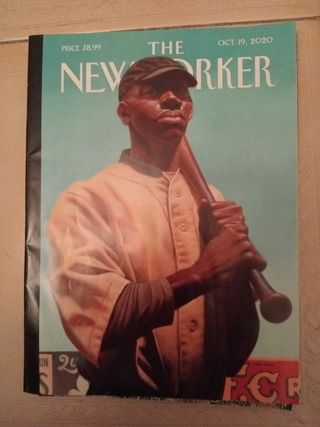 PRICE $8.99
THE
OCT. 19, 2020
NEW YORKER
F.C